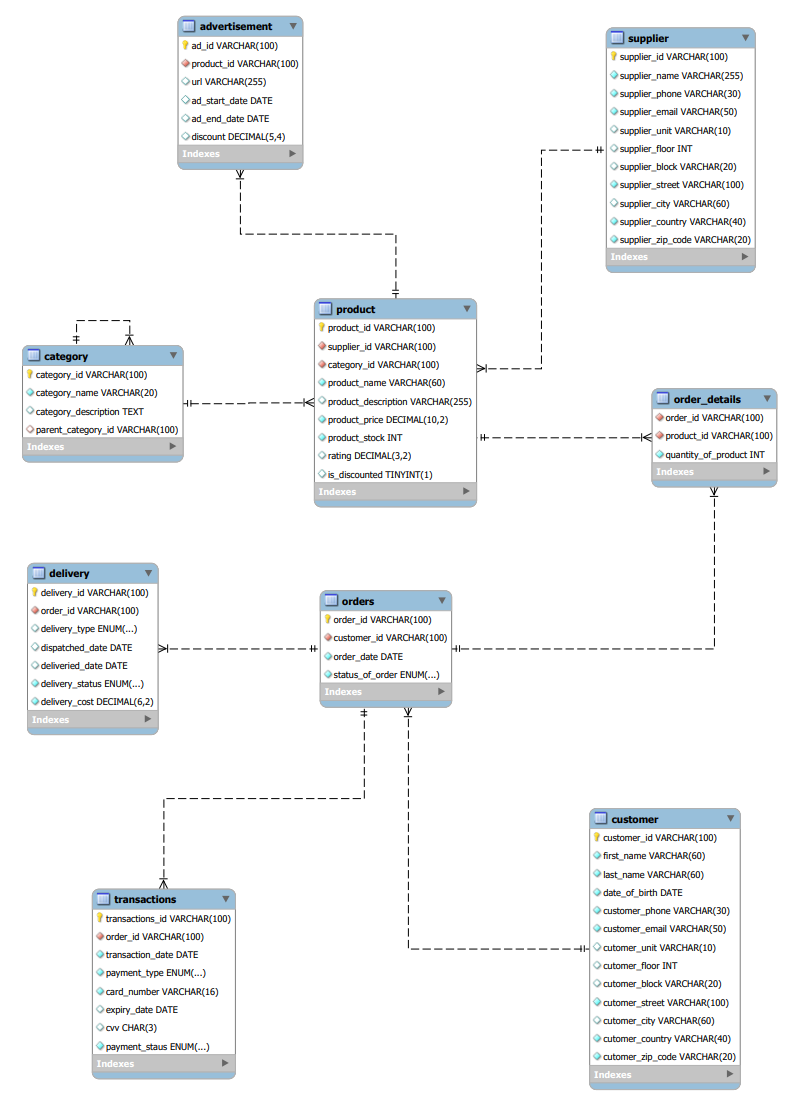 advertisement
ad_id VARCHAR(100)
product_id VARCHAR(100)
url VARCHAR(255)
ad_start_date DATE
ad_end_date DATE
discount DECIMAL(5,4)
Indexes
supplier
supplier_id VARCHAR(100)
supplier_name VARCHAR(255)
supplier_phone VARCHAR(30)
supplier_email VARCHAR(50)
supplier_unit VARCHAR(10)
supplier_floor INT
supplier_block VARCHAR(20)
supplier_street VARCHAR(100)
supplier_city VARCHAR(60)
supplier_country VARCHAR(40)
supplier_zip_code VARCHAR(20)
Indexes
product
product_id VARCHAR(100)
supplier_id VARCHAR(100)
category_id VARCHAR(100)
product_name VARCHAR(60)
product_description VARCHAR(255)
product_price DECIMAL(10,2)
product_stock INT
rating DECIMAL(3,2)
is_discounted TINYINT(1)
Indexes
category
category_id VARCHAR(100)
category_name VARCHAR(20)
category_description TEXT
parent_category_id VARCHAR(100)
Indexes
order_details
order_id VARCHAR(100)
product_id VARCHAR(100)
quantity_of_product INT
Indexes
delivery
delivery_id VARCHAR(100)
order_id VARCHAR(100)
delivery_type ENUM(...)
dispatched_date DATE
deliveried_date DATE
delivery_status ENUM(...)
delivery_cost DECIMAL(6,2)
Indexes
orders
order_id VARCHAR(100)
customer_id VARCHAR(100)
order_date DATE
status_of_order ENUM(...)
Indexes
customer
customer_id VARCHAR(100)
first_name VARCHAR(60)
last_name VARCHAR(60)
date_of_birth DATE
customer_phone VARCHAR(30)
customer_email VARCHAR(50)
cutomer_unit VARCHAR(10)
cutomer_floor INT
cutomer_block VARCHAR(20)
cutomer_street VARCHAR(100)
cutomer_city VARCHAR(60)
cutomer_country VARCHAR(40)
cutomer_zip_code VARCHAR(20)
Indexes
transactions
transactions_id VARCHAR(100)
order_id VARCHAR(100)
transaction_date DATE
payment_type ENUM(...)
card_number VARCHAR(16)
expiry_date DATE
cvv CHAR(3)
payment_staus ENUM(...)
Indexes